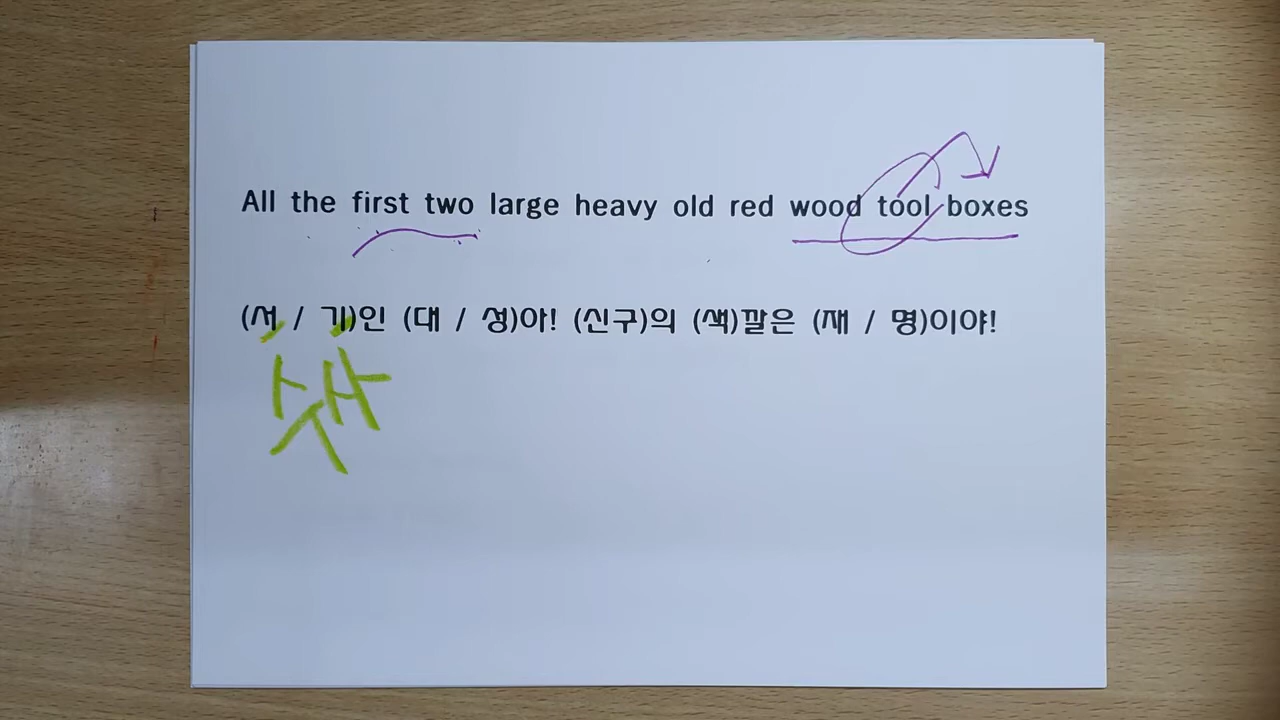 All the first two large heavy old red wood tool boxes
(서 / 기)인 (대 / 성)아! (신구)의 (색)깔은 (재 / 명)이야!
수사